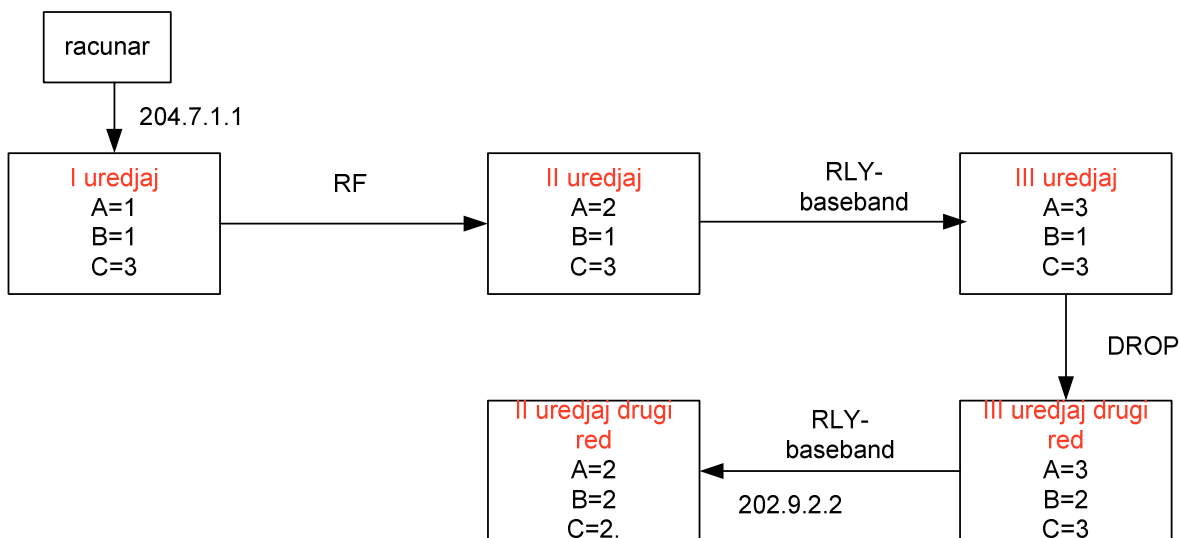 racunar
204.7.1.1
I uredjaj
A=1
B=1
C=3
RF
II uredjaj
A=2
B=1
C=3
RLY-
baseband
III uredjaj
A=3
B=1
C=3
DROP
II uredjaj drugi
red
A=2
B=2
C=2.
RLY-
baseband
202.9.2.2
III uredjaj drugi
red
A=3
B=2
C=3